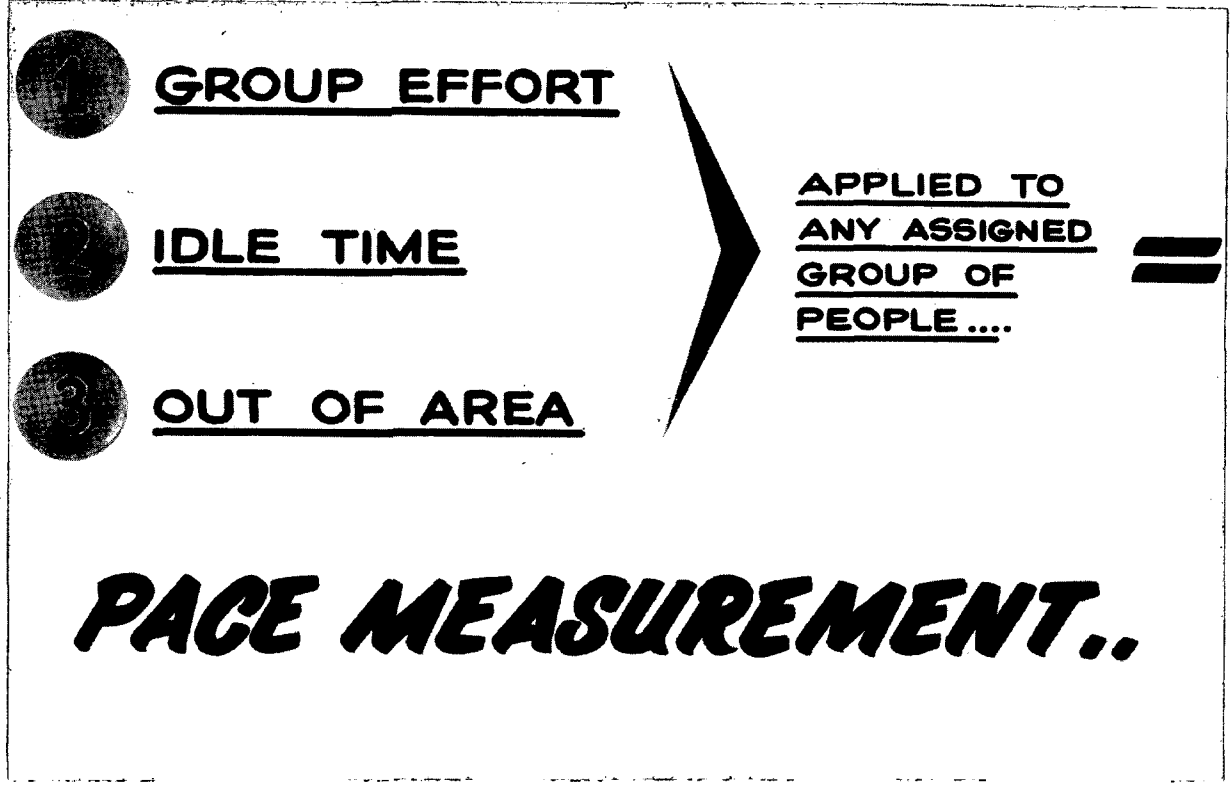 1 GROUP EFFORT
2 IDLE TIME
3 OUT OF AREA
APPLIED TO
ANY ASSIGNED
GROUP OF
PEOPLE....
=
PACE MEASUREMENT..